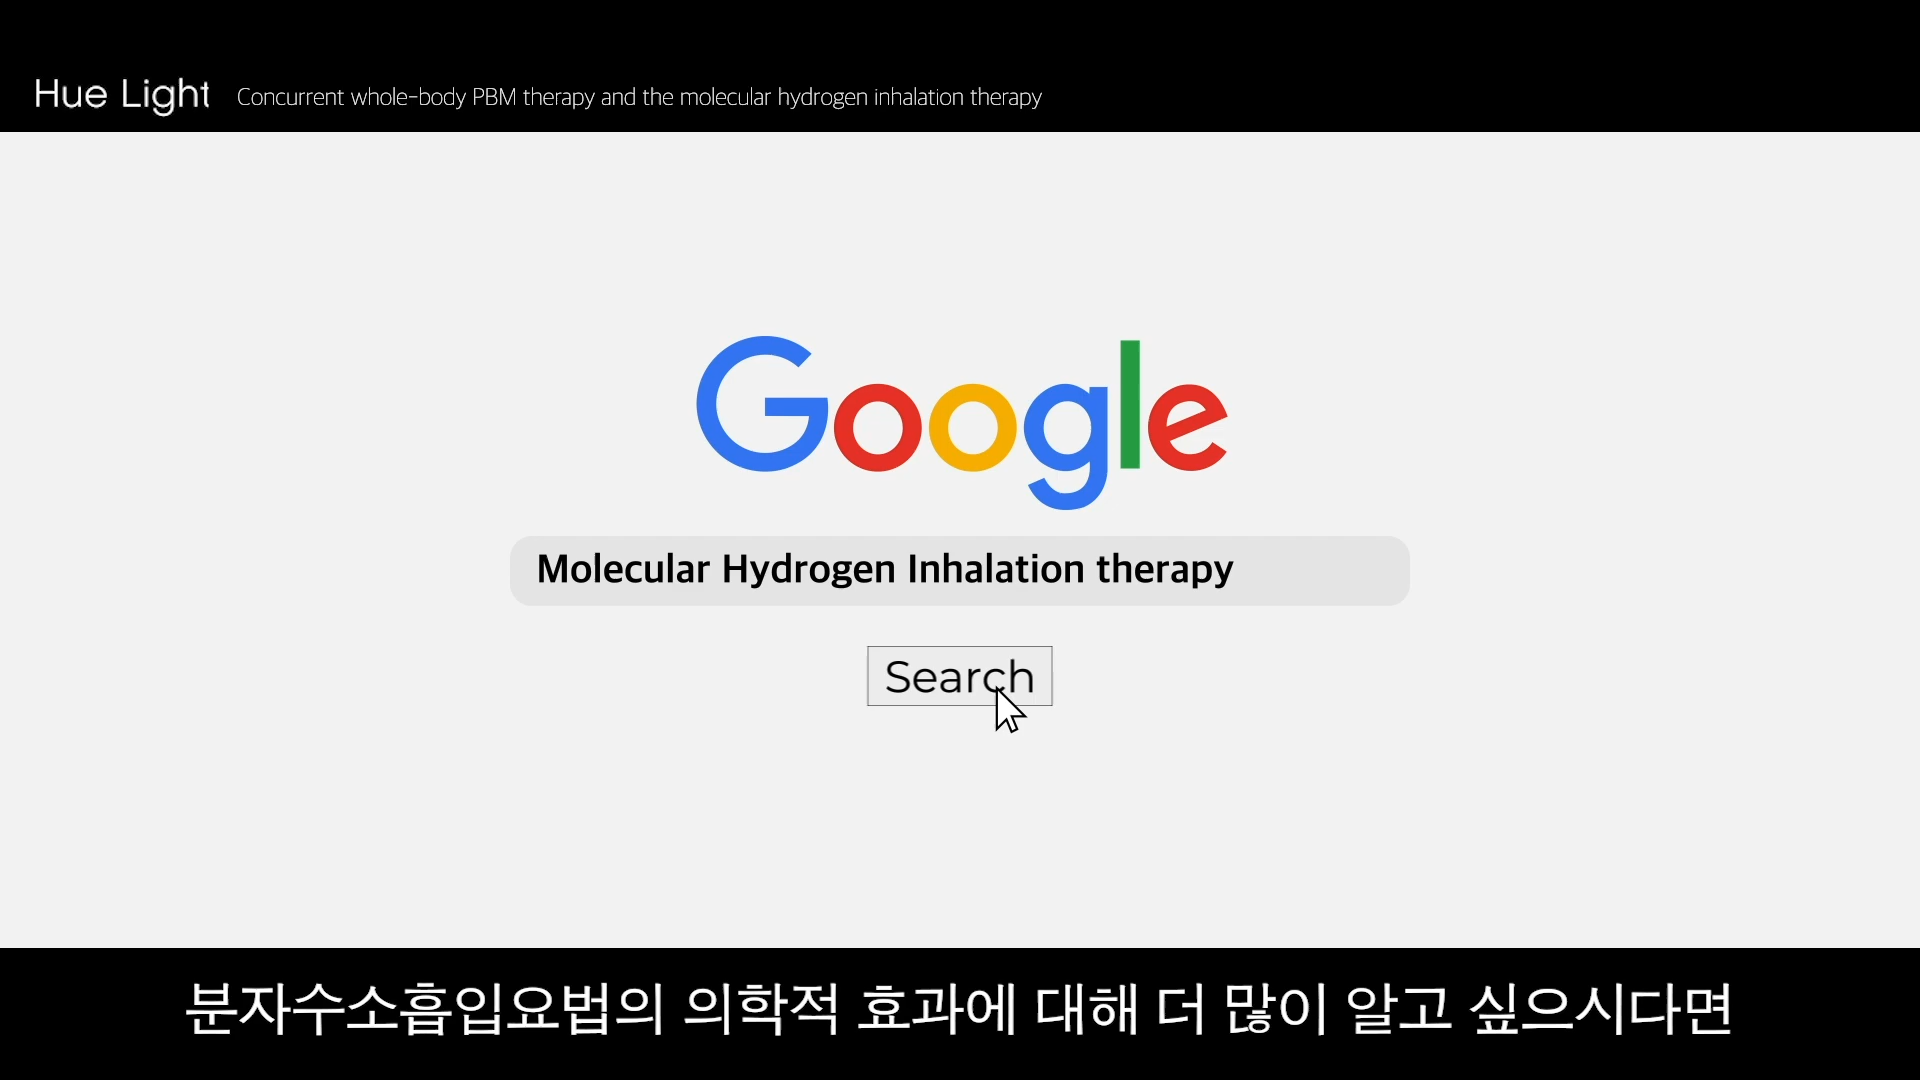 Hue Light
Concurrent whole-body PBM therapy and the molecular hydrogen inhalation therapy
Google
Molecular Hydrogen Inhalation therapy
Search
분자수소흡입요법의 의학적 효과에 대해 더 많이 알고 싶으시다면